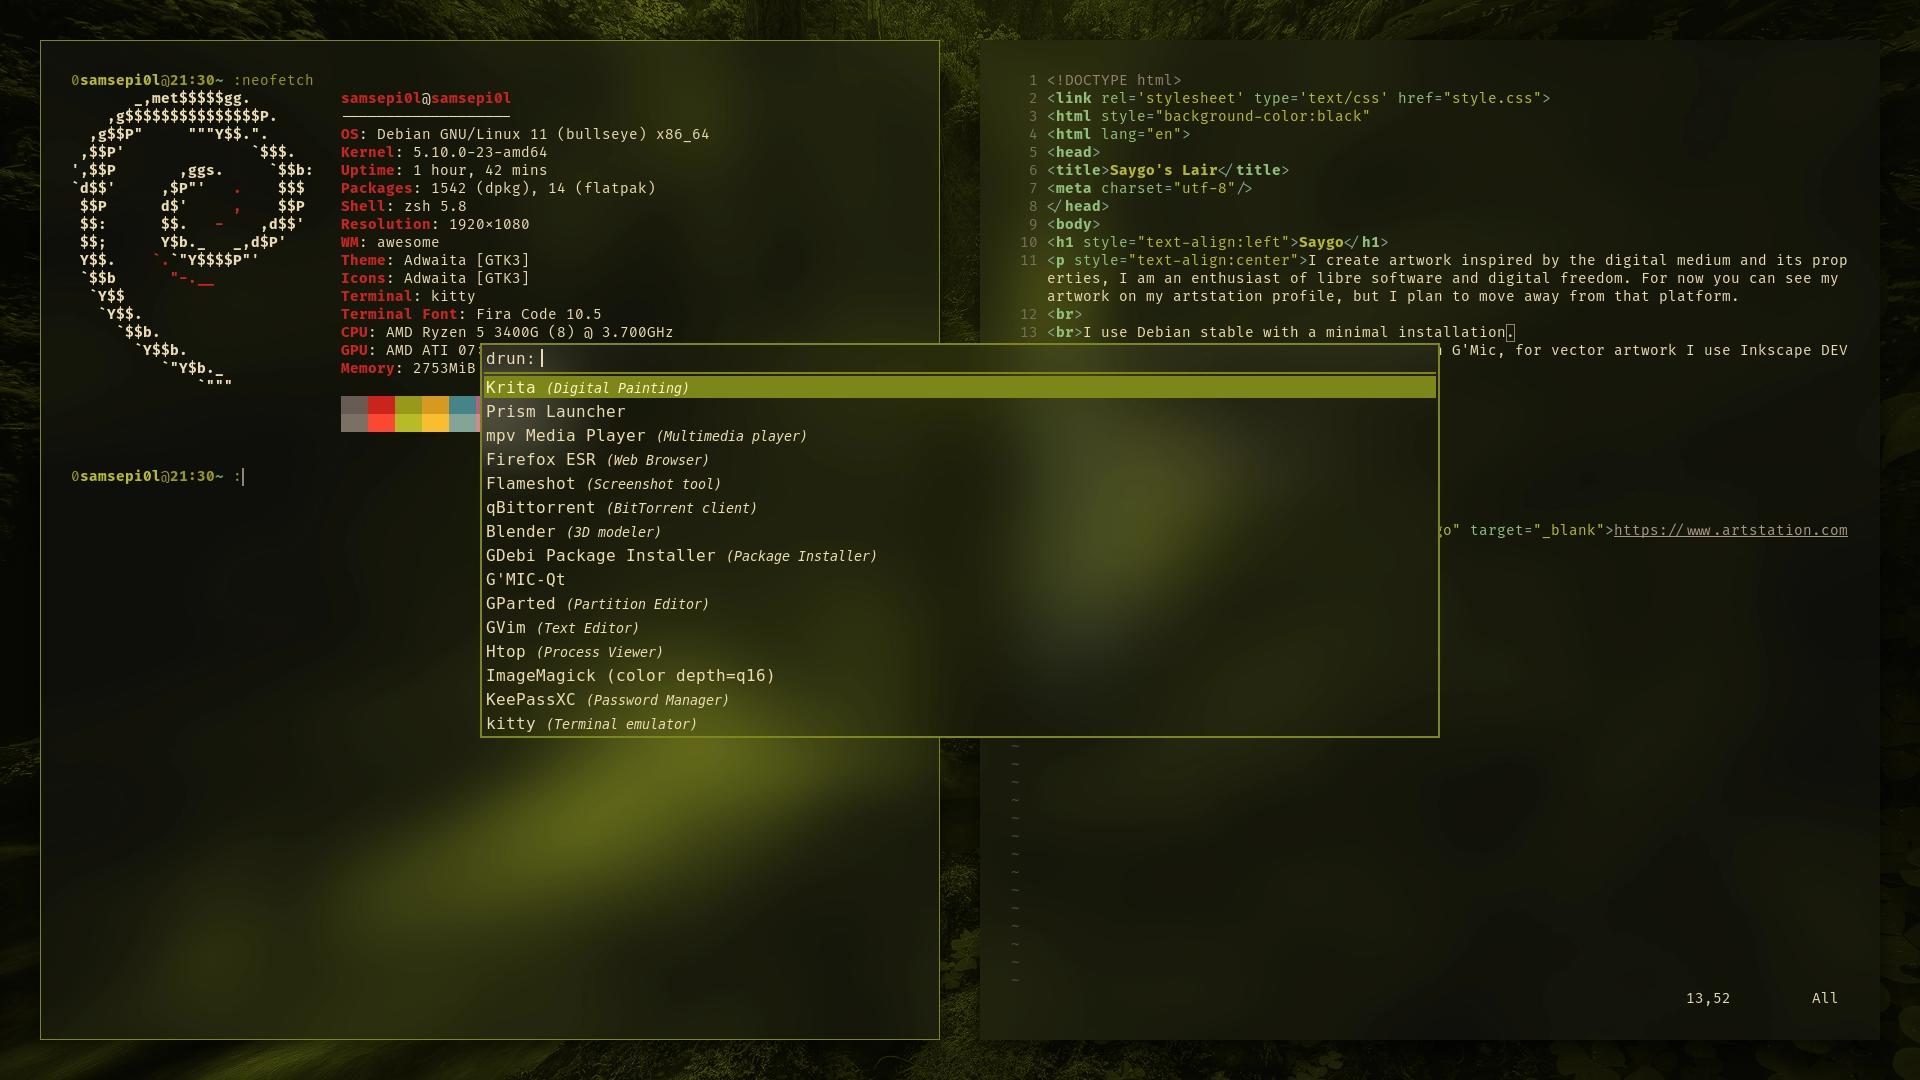 0samsepi0l@21:30~ :neofetch
_,met$$$$$gg.
,g$$$$$$$$$$$$$$$P.
,g$$P"     """Y$$.".
,$$P'              `$$$.
',$$P       ,ggs.     `$$b:
`d$$'     ,$P"'   .    $$$
$$P      d$'     ,    $$P
$$:      $$.   -    ,d$$'
$$;      Y$b._   _,d$P'
Y$$.    `.`"Y$$$$P"'
`$$b      "-.__
`Y$$
`Y$$.
`$$b.
`Y$$b.
`"Y$b._
`"""
samsepi0l@samsepi0l
-------------------
OS: Debian GNU/Linux 11 (bullseye) x86_64
Kernel: 5.10.0-23-amd64
Uptime: 1 hour, 42 mins
Packages: 1542 (dpkg), 14 (flatpak)
Shell: zsh 5.8
Resolution: 1920x1080
WM: awesome
Theme: Adwaita [GTK3]
Icons: Adwaita [GTK3]
Terminal: kitty
Terminal Font: Fira Code 10.5
CPU: AMD Ryzen 5 3400G (8) @ 3.700GHz
GPU: AMD ATI 07:
Memory: 2753MiB
0samsepi0l@21:30~ :
drun:
Krita (Digital Painting)
Prism Launcher
mpv Media Player (Multimedia player)
Firefox ESR (Web Browser)
Flameshot (Screenshot tool)
qBittorrent (BitTorrent client)
Blender (3D modeler)
GDebi Package Installer (Package Installer)
G'MIC-Qt
GParted (Partition Editor)
GVim (Text Editor)
Htop (Process Viewer)
ImageMagick (color depth=q16)
KeePassXC (Password Manager)
kitty (Terminal emulator)
1 <!DOCTYPE html>
2 <link rel='stylesheet' type='text/css' href="style.css">
3 <html style="background-color:black"
4 <html lang="en">
5 <head>
6 <title>Saygo's Lair</title>
7 <meta charset="utf-8"/>
8 </head>
9 <body>
10 <h1 style="text-align:left">Saygo</h1>
11 <p style="text-align:center">I create artwork inspired by the digital medium and its prop
erties, I am an enthusiast of libre software and digital freedom. For now you can see my
artwork on my artstation profile, but I plan to move away from that platform.
12 <br>
13 <br>I use Debian stable with a minimal installation.
G'Mic, for vector artwork I use Inkscape DEV
go" target="_blank">https://www.artstation.com
~
~
~
~
~
~
~
~
~
~
~
~
~
~
13,52 All